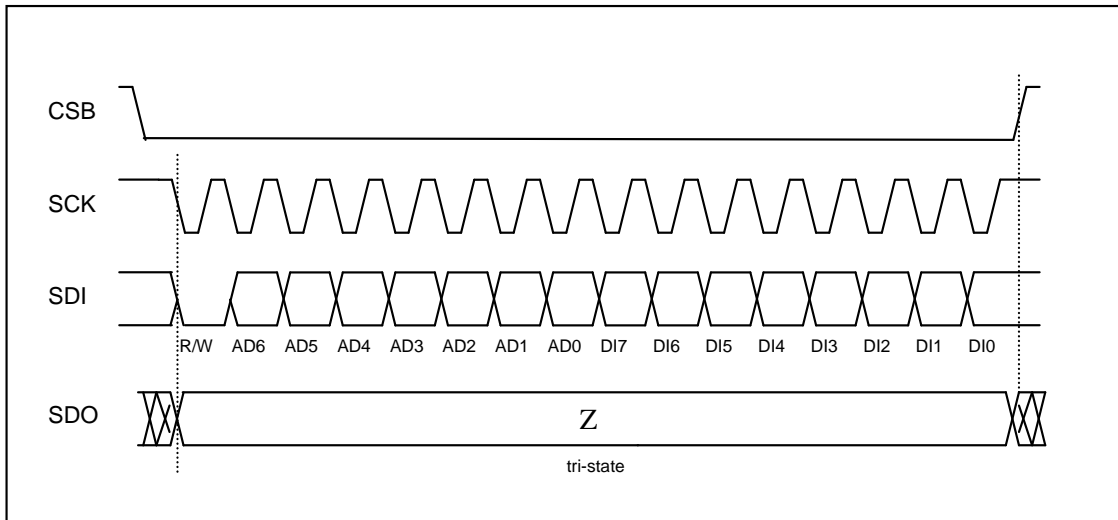 CSB
SCK
SDI
R/W AD6 AD5 AD4 AD3 AD2 AD1 AD0 DI7 DI6 DI5 DI4 DI3 DI2 DI1 DI0
SDO
Z
tri-state